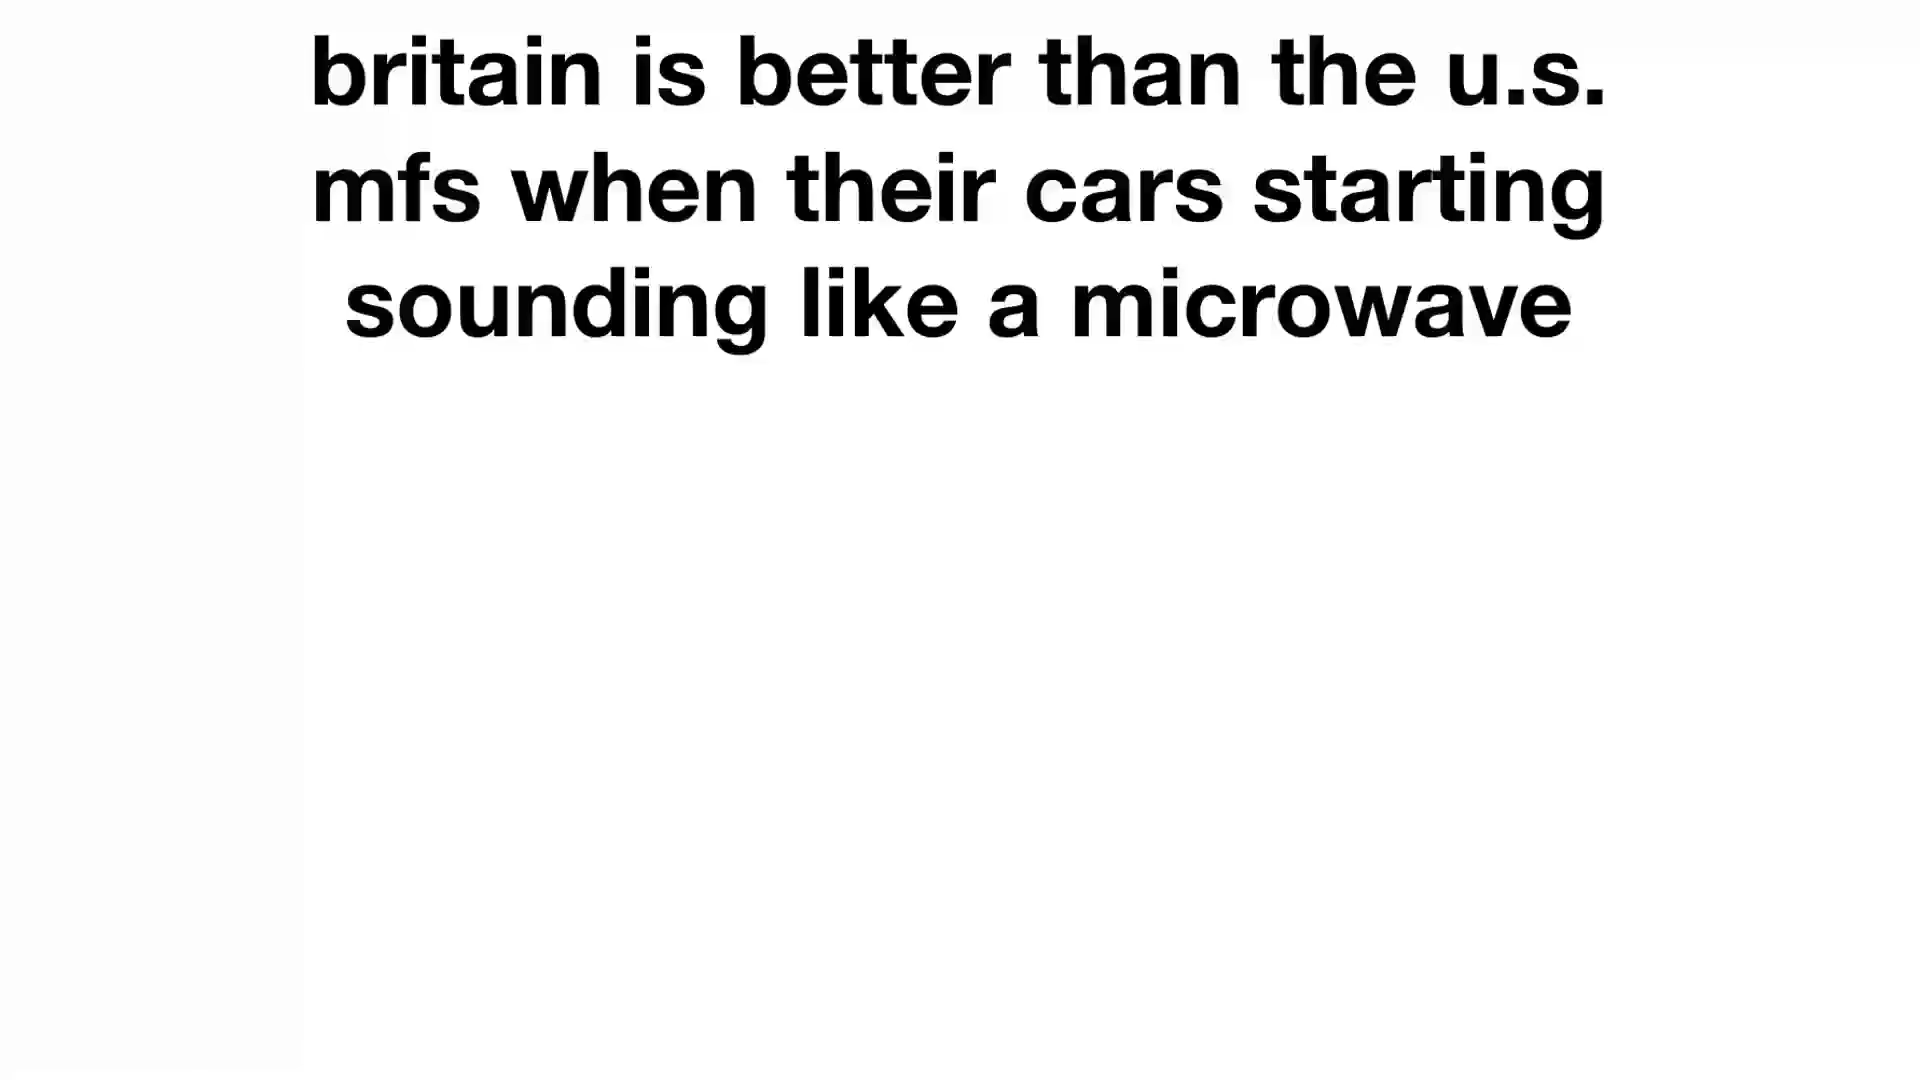 britain is better than the u.s.
mfs when their cars starting
sounding like a microwave